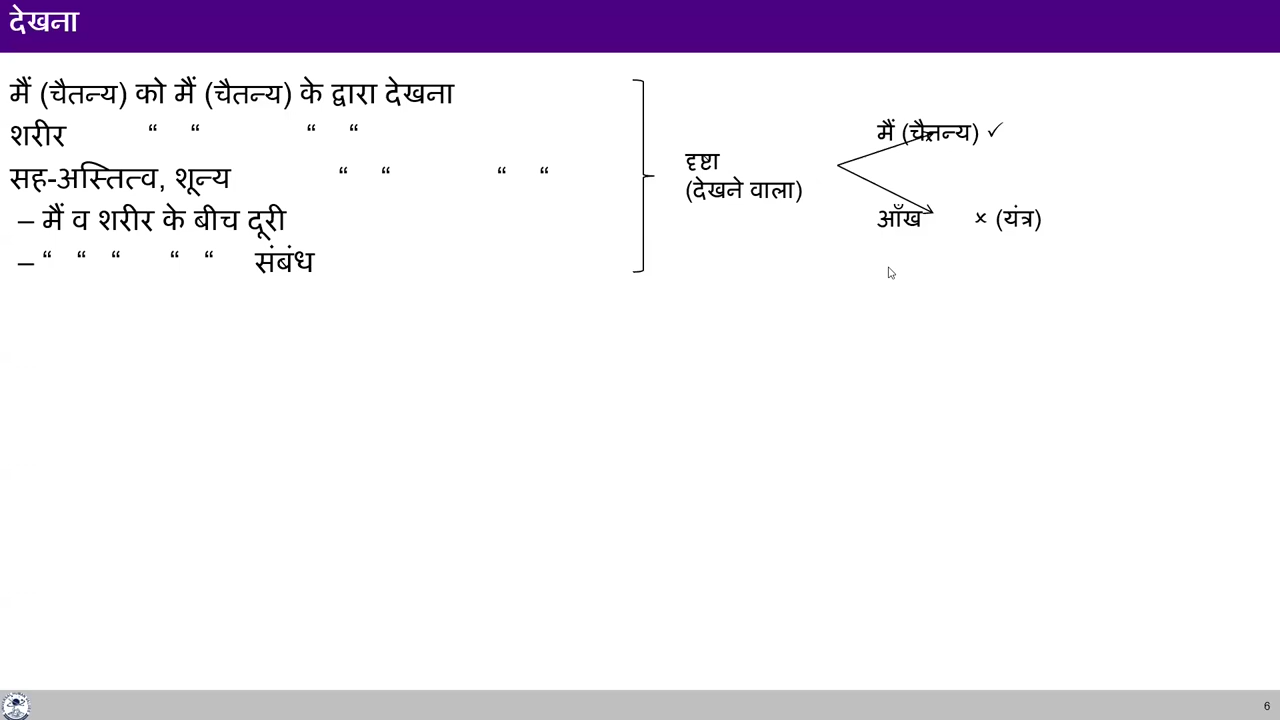 देखना
मैं (चैतन्य) को मैं (चैतन्य) के द्वारा देखना
शरीर “ “ “ “
सह-अस्तित्व, शून्य “ “ “ “
– मैं व शरीर के बीच दूरी
– “ “ “ “ “ संबंध
दृष्टा
(देखने वाला)
मैं (चैतन्य) ✓
आँख × (यंत्र)
6